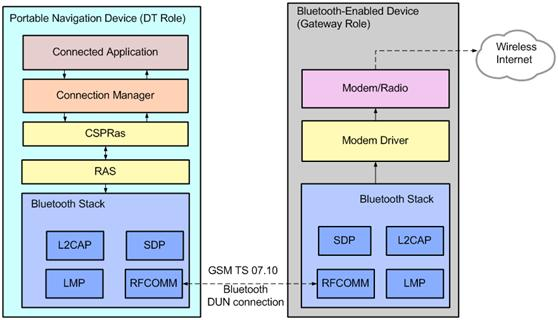 Portable Navigation Device (DT Role)
Connected Application
Connection Manager
CSPRas
RAS
Bluetooth Stack
L2CAP
SDP
LMP
RFCOMM
GSM TS 07.10
Bluetooth
DUN connection
Bluetooth-Enabled Device
(Gateway Role)
Modem/Radio
Modem Driver
Bluetooth Stack
SDP
L2CAP
RFCOMM
LMP
Wireless
Internet